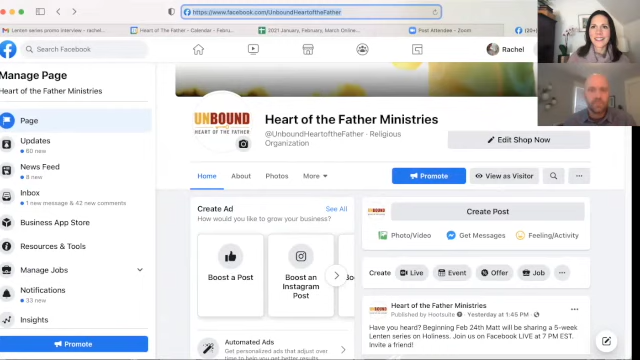 https://www.facebook.com/UnboundHeartoftheFather
Lenten series promo interview - rachel...
Heart of The Father - Calendar - Febru...
2021 January, February, March Online...
Post Attendee - Zoom
(20+)
Search Facebook
Rachel
Manage Page
Heart of the Father Ministries
Page
Updates
60 new
News Feed
8 new
Inbox
1 new message & 42 new comments
Business App Store
Resources & Tools
Manage Jobs
Notifications
33 new
Insights
Promote
UNBOUND
HEART OF THE FATHER
Heart of the Father Ministries
@UnboundHeartoftheFather · Religious
Organization
Edit Shop Now
Home
About
Photos
More
Promote
View as Visitor
Create Ad
See All
How would you like to grow your business?
Boost a Post
Boost an
Instagram
Post
Automated Ads
Get personalized ads that adjust over
time to help you get better results
Create Post
Photo/Video
Get Messages
Feeling/Activity
Create
Live
Event
Offer
Job
Heart of the Father Ministries
Published by Hootsuite
Yesterday at 1:45 PM
Have you heard? Beginning Feb 24th Matt will be sharing a 5-week
Lenten series on Holiness. Join us on Facebook LIVE at 7 PM EST.
Invite a friend!